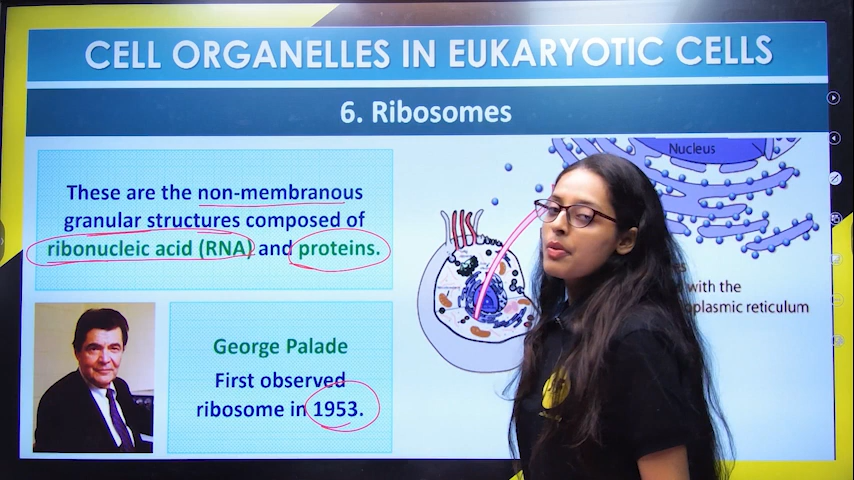 CELL ORGANELLES IN EUKARYOTIC CELLS
6. Ribosomes
These are the non-membranous
granular structures composed of
ribonucleic acid (RNA) and proteins.
George Palade
First observed
ribosome in 1953.
Nucleus
with the
reticulum